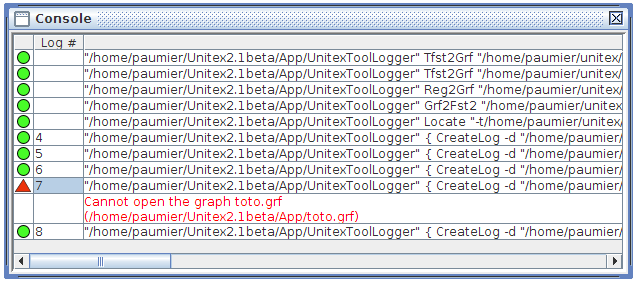 Console
Log #
"/home/paumier/Unitex2.1beta/App/UnitexToolLogger" Tfst2Grf "/home/paumier/unitex/
"/home/paumier/Unitex2.1beta/App/UnitexToolLogger" Tfst2Grf "/home/paumier/unitex/
"/home/paumier/Unitex2.1beta/App/UnitexToolLogger" Reg2Grf "/home/paumier/unitex/
"/home/paumier/Unitex2.1beta/App/UnitexToolLogger" Grf2Fst2 "/home/paumier/unitex
"/home/paumier/Unitex2.1beta/App/UnitexToolLogger" Locate "-t/home/paumier/unitex/
4 "/home/paumier/Unitex2.1beta/App/UnitexToolLogger" { CreateLog -d "/home/paumier/
5 "/home/paumier/Unitex2.1beta/App/UnitexToolLogger" { CreateLog -d "/home/paumier/
6 "/home/paumier/Unitex2.1beta/App/UnitexToolLogger" { CreateLog -d "/home/paumier/
7 "/home/paumier/Unitex2.1beta/App/UnitexToolLogger" { CreateLog -d "/home/paumier/
Cannot open the graph toto.grf
(/home/paumier/Unitex2.1beta/App/toto.grf)
8 "/home/paumier/Unitex2.1beta/App/UnitexToolLogger" { CreateLog -d "/home/paumier/